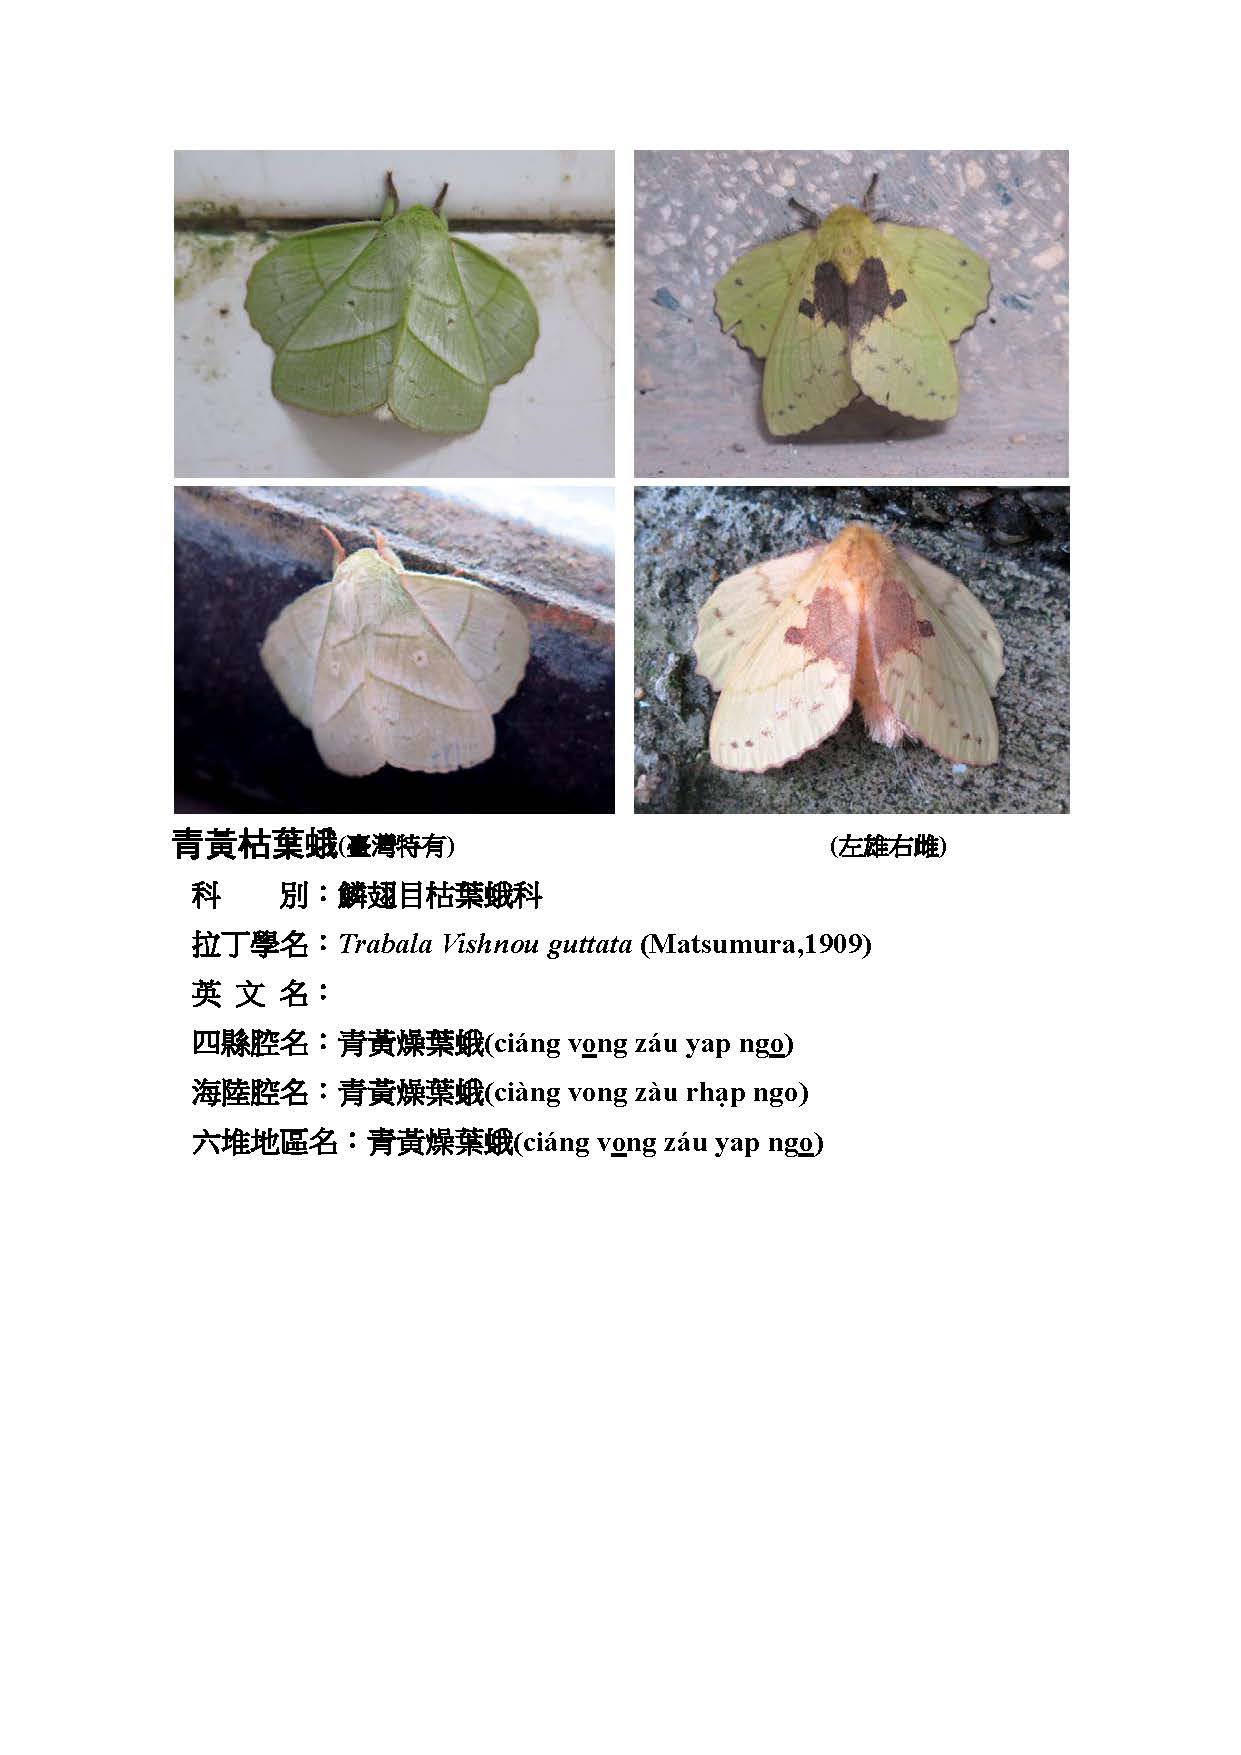 青黃枯葉蛾(臺灣特有) (左雄右雌)
科　　別：鱗翅目枯葉蛾科
拉丁學名：Trabala Vishnou guttata (Matsumura,1909)
英 文 名：
四縣腔名：青黃燥葉蛾(ciáng vong záu yap ngo)
海陸腔名：青黃燥葉蛾(ciàng vong zàu rhạp ngo)
六堆地區名：青黃燥葉蛾(ciáng vong záu yap ngo)